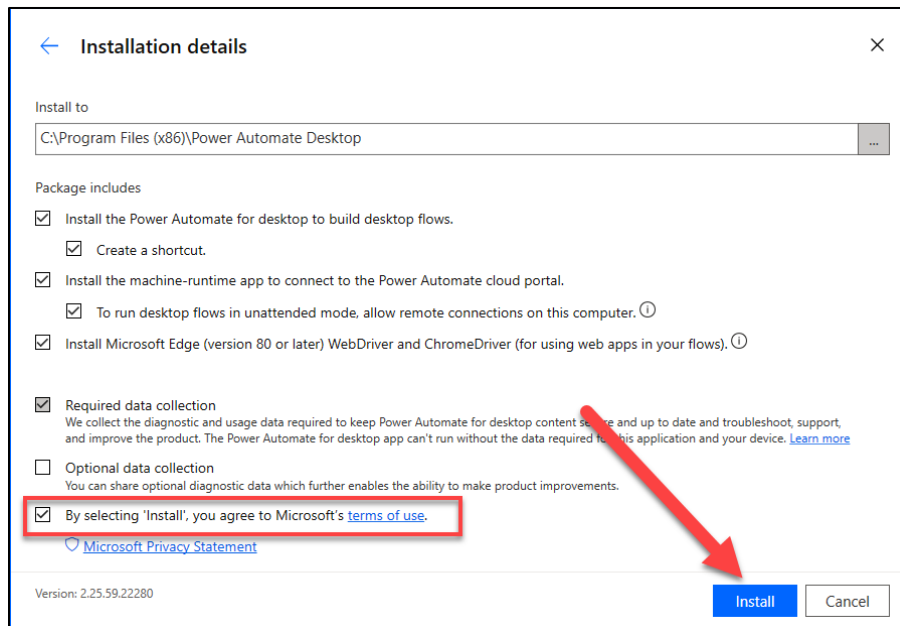 Installation details
Install to
C:\Program Files (x86)\Power Automate Desktop
...
Package includes
Install the Power Automate for desktop to build desktop flows.
Create a shortcut.
Install the machine-runtime app to connect to the Power Automate cloud portal.
To run desktop flows in unattended mode, allow remote connections on this computer.
Install Microsoft Edge (version 80 or later) WebDriver and ChromeDriver (for using web apps in your flows).
Required data collection
We collect the diagnostic and usage data required to keep Power Automate for desktop content and up to date and troubleshoot, support,
and improve the product. The Power Automate for desktop app can't run without the data required this application and your device. Learn more
Optional data collection
You can share optional diagnostic data which further enables the ability to make product improvements.
By selecting 'Install', you agree to Microsoft's terms of use.
Microsoft Privacy Statement
Version: 2.25.59.22280
Install
Cancel